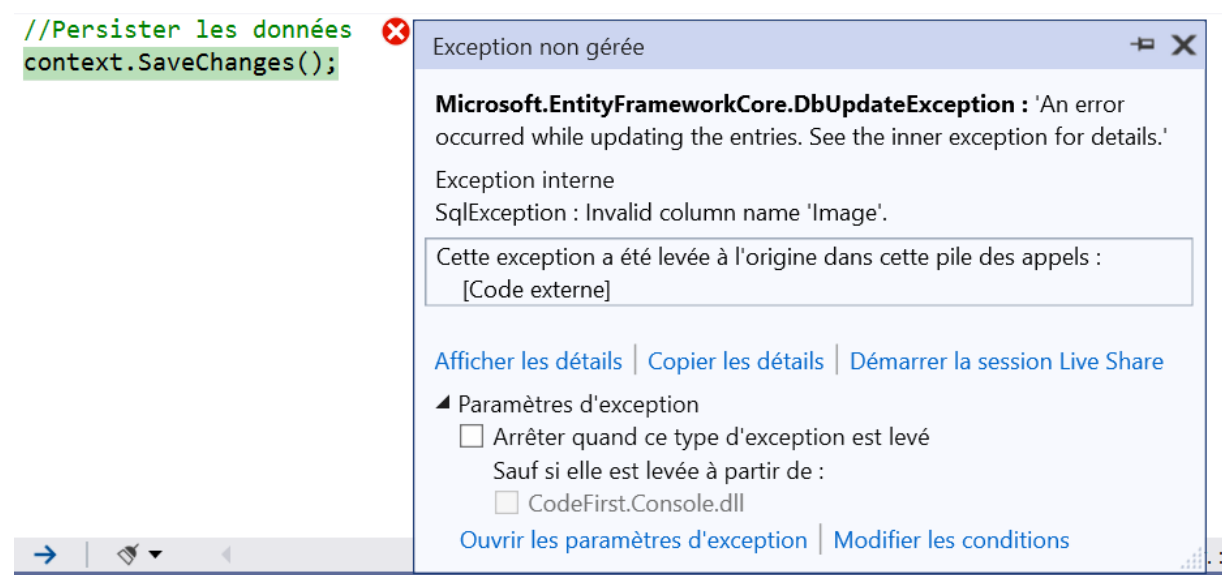 //Persister les données
context.SaveChanges();
Exception non gérée
Microsoft.EntityFrameworkCore.DbUpdateException : 'An error
occurred while updating the entries. See the inner exception for details.'
Exception interne
SqlException : Invalid column name 'Image'.
Cette exception a été levée à l'origine dans cette pile des appels :
[Code externe]
Afficher les détails | Copier les détails | Démarrer la session Live Share
Paramètres d'exception
Arrêter quand ce type d'exception est levé
Sauf si elle est levée à partir de :
CodeFirst.Console.dll
Ouvrir les paramètres d'exception | Modifier les conditions